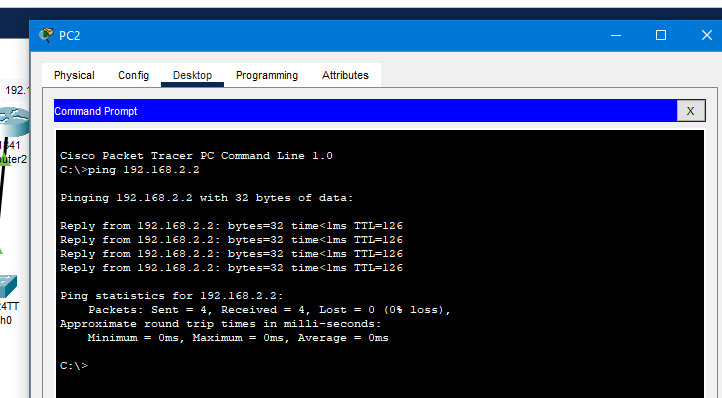 PC2
Physical Config Desktop Programming Attributes
192.1
Command Prompt X
Cisco Packet Tracer PC Command Line 1.0
C:\>ping 192.168.2.2
Pinging 192.168.2.2 with 32 bytes of data:
Reply from 192.168.2.2: bytes=32 time<1ms TTL=126
Reply from 192.168.2.2: bytes=32 time<1ms TTL=126
Reply from 192.168.2.2: bytes=32 time<1ms TTL=126
Reply from 192.168.2.2: bytes=32 time<1ms TTL=126
Ping statistics for 192.168.2.2:
Packets: Sent = 4, Received = 4, Lost = 0 (0% loss),
Approximate round trip times in milli-seconds:
Minimum = 0ms, Maximum = 0ms, Average = 0ms
C:\>
1841
outer2
24TT
h0